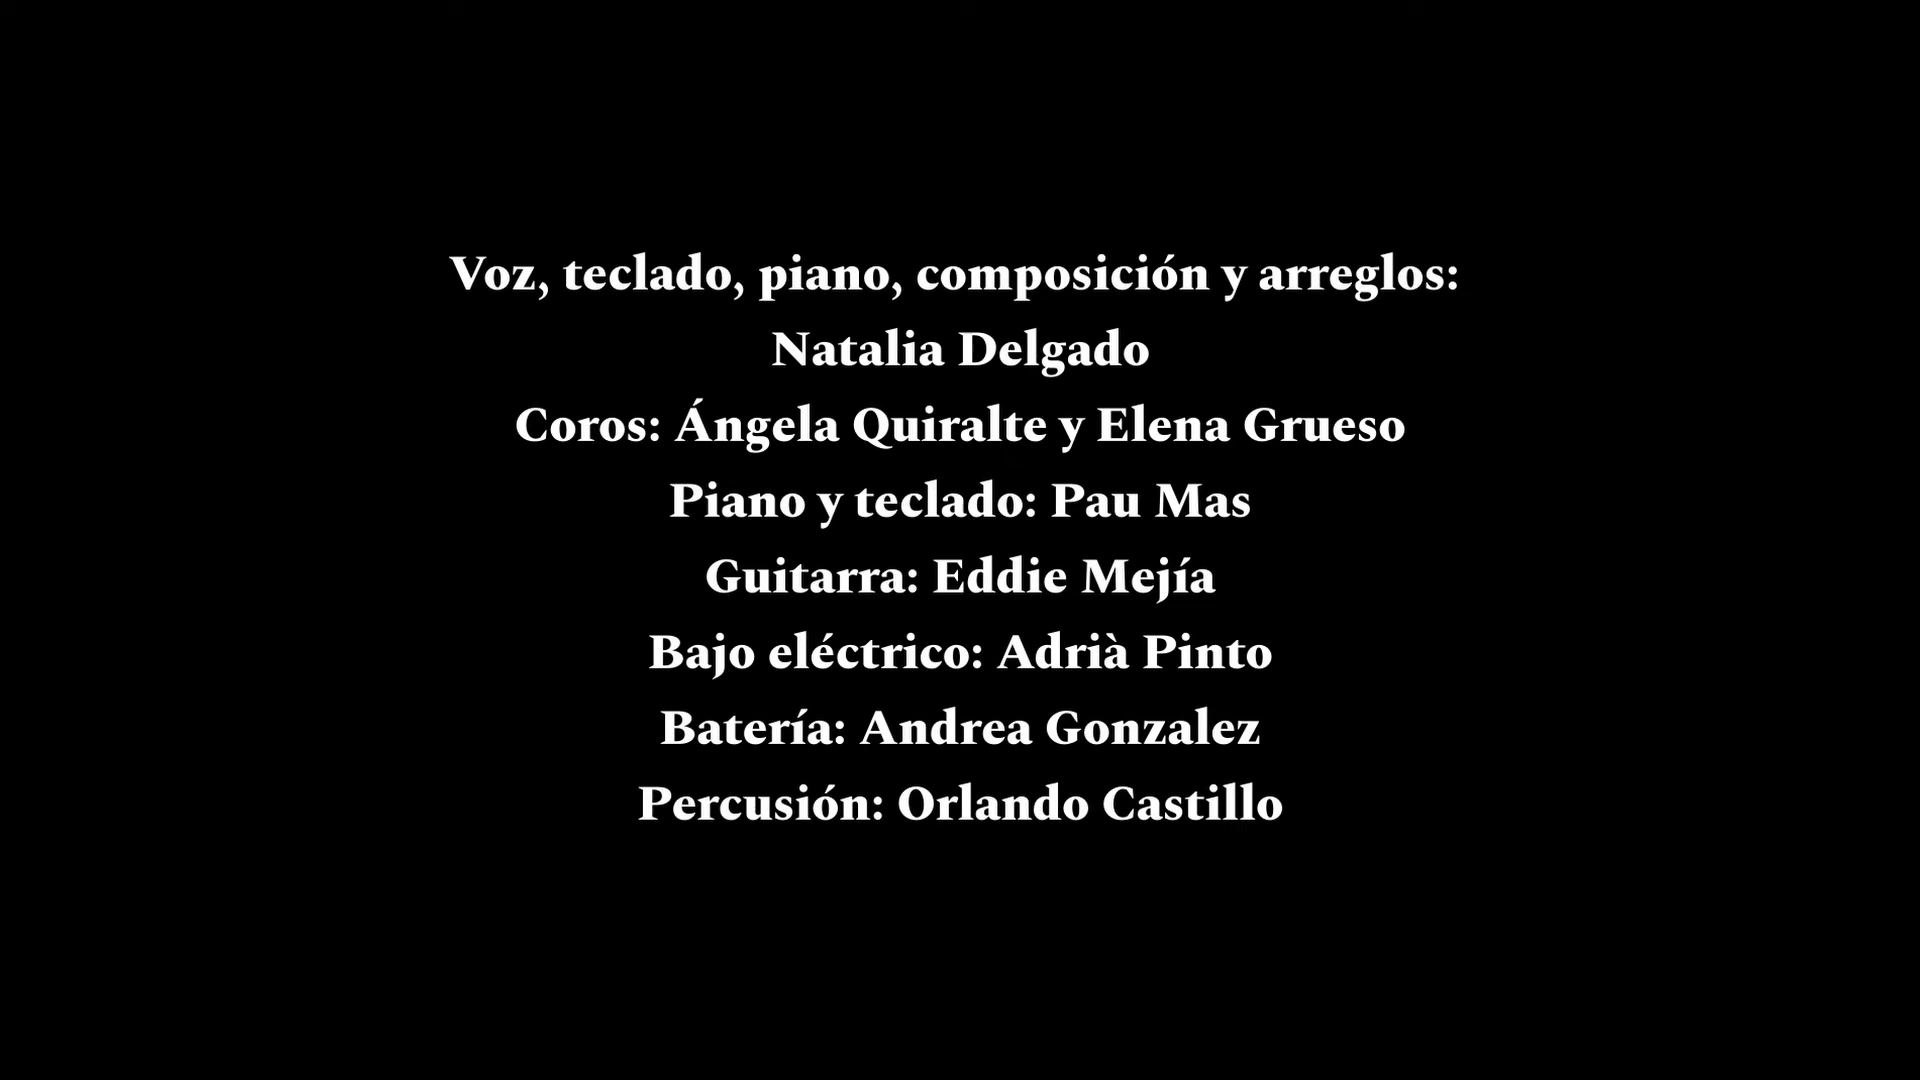 Voz, teclado, piano, composición y arreglos:
Natalia Delgado
Coros: Ángela Quiralte y Elena Grueso
Piano y teclado: Pau Mas
Guitarra: Eddie Mejía
Bajo eléctrico: Adrià Pinto
Batería: Andrea Gonzalez
Percusión: Orlando Castillo